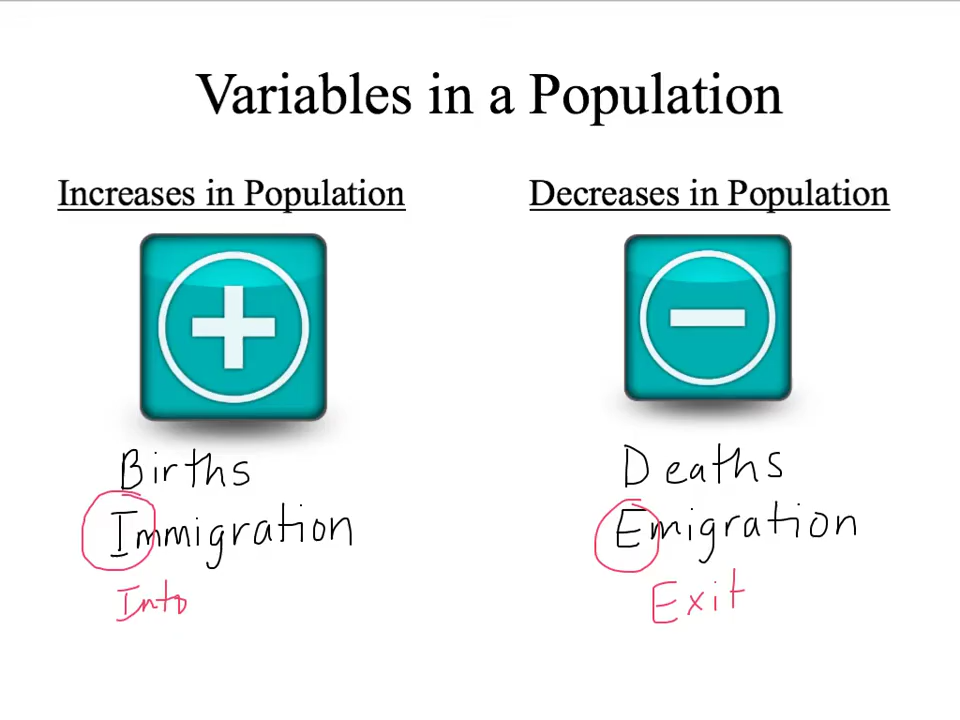 Variables in a Population
Increases in Population
Births
Immigration
Into
Decreases in Population
Deaths
Emigration
Exit